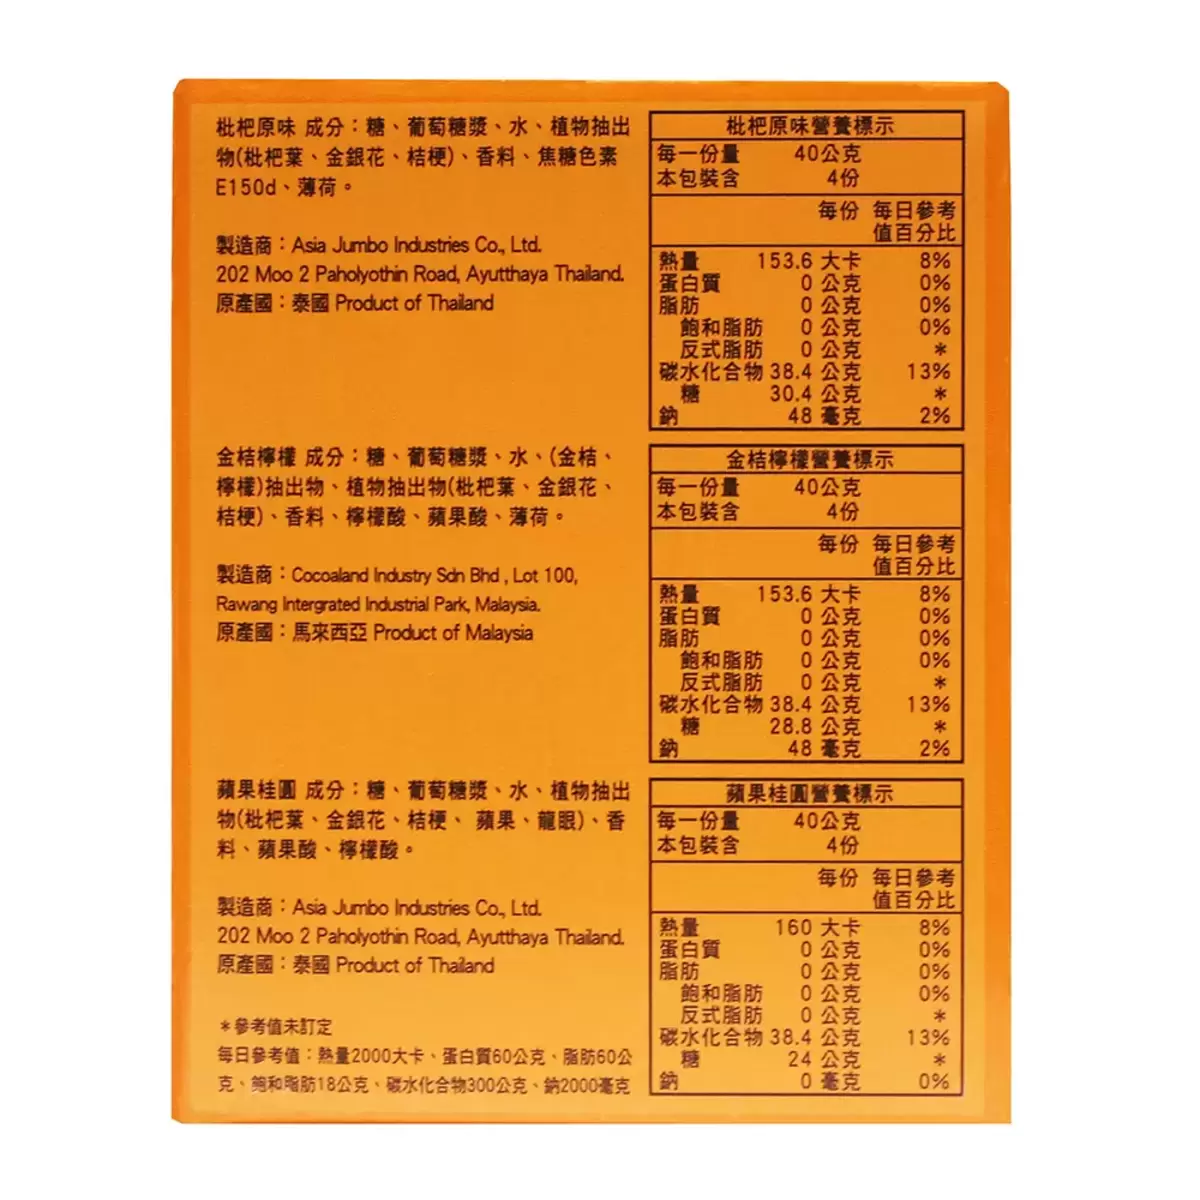 枇杷原味 成分：糖、葡萄糖漿、水、植物抽出
物(枇杷葉、金銀花、桔梗)、香料、焦糖色素
E150d、薄荷。
製造商：Asia Jumbo Industries Co., Ltd.
202 Moo 2 Paholyothin Road, Ayutthaya Thailand.
原產國：泰國 Product of Thailand
枇杷原味營養標示
每一份量 40公克
本包裝含 4份
每份 每日參考
值百分比
熱量 153.6 大卡 8%
蛋白質 0 公克 0%
脂肪 0 公克 0%
飽和脂肪 0 公克 0%
反式脂肪 0 公克 *
碳水化合物 38.4 公克 13%
糖 30.4 公克 *
鈉 48 毫克 2%
金桔檸檬 成分：糖、葡萄糖漿、水、(金桔、
檸檬)抽出物、植物抽出物(枇杷葉、金銀花、
桔梗)、香料、檸檬酸、蘋果酸、薄荷。
製造商：Cocoaland Industry Sdn Bhd , Lot 100,
Rawang Intergrated Industrial Park, Malaysia.
原產國：馬來西亞 Product of Malaysia
金桔檸檬營養標示
每一份量 40公克
本包裝含 4份
每份 每日參考
值百分比
熱量 153.6 大卡 8%
蛋白質 0 公克 0%
脂肪 0 公克 0%
飽和脂肪 0 公克 0%
反式脂肪 0 公克 *
碳水化合物 38.4 公克 13%
糖 28.8 公克 *
鈉 48 毫克 2%
蘋果桂圓 成分：糖、葡萄糖漿、水、植物抽出
物(枇杷葉、金銀花、桔梗、 蘋果、龍眼)、香
料、蘋果酸、檸檬酸。
製造商：Asia Jumbo Industries Co., Ltd.
202 Moo 2 Paholyothin Road, Ayutthaya Thailand.
原產國：泰國 Product of Thailand
＊參考值未訂定
每日參考值：熱量2000大卡、蛋白質60公克、脂肪60公
克、飽和脂肪18公克、碳水化合物300公克、鈉2000毫克
蘋果桂圓營養標示
每一份量 40公克
本包裝含 4份
每份 每日參考
值百分比
熱量 160 大卡 8%
蛋白質 0 公克 0%
脂肪 0 公克 0%
飽和脂肪 0 公克 0%
反式脂肪 0 公克 *
碳水化合物 38.4 公克 13%
糖 24 公克 *
鈉 0 毫克 0%